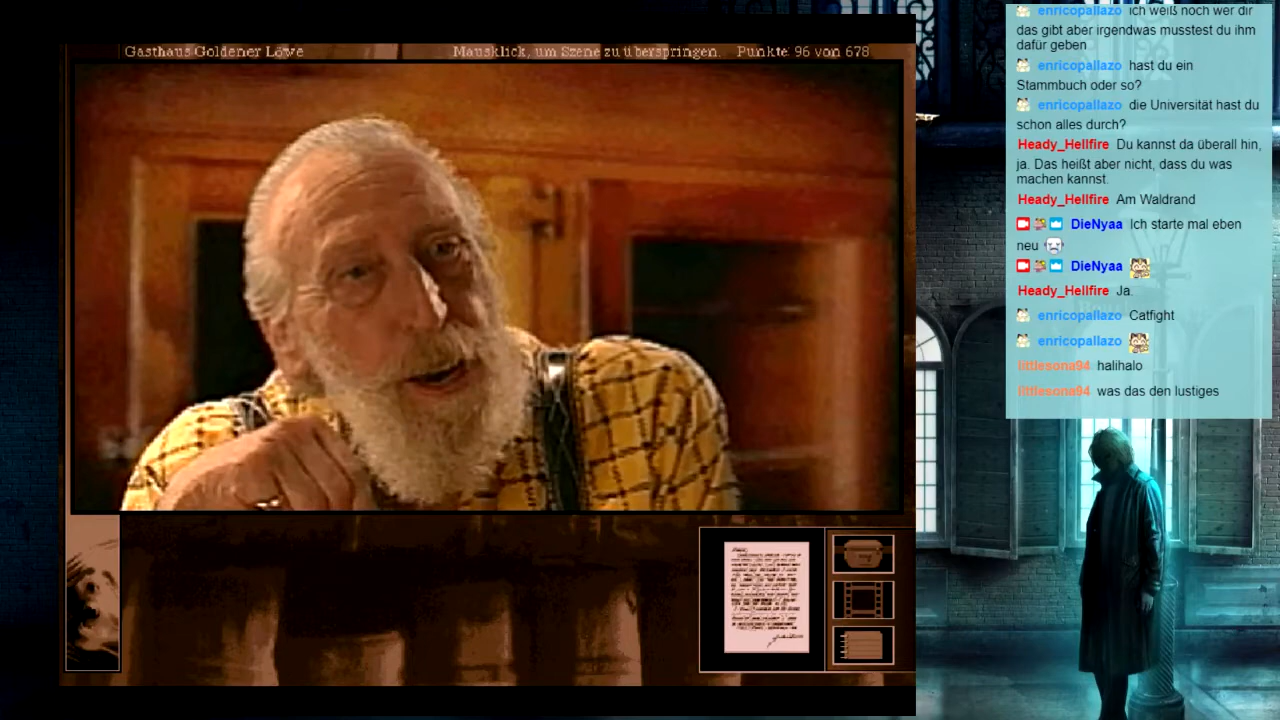 Gasthaus Goldener Löwe Mausklick, um Szene zu überspringen. Punkte: 96 von 678
enricopallazo ich weiß noch wer dir
das gibt aber irgendwas musstest du ihm
dafür geben
enricopallazo hast du ein
Stammbuch oder so?
enricopallazo die Universität hast du
schon alles durch?
Heady_Hellfire Du kannst da überall hin,
ja. Das heißt aber nicht, dass du was
machen kannst.
Heady_Hellfire Am Waldrand
DieNyaa Ich starte mal eben
neu
DieNyaa
Heady_Hellfire Ja.
enricopallazo Catfight
enricopallazo
littlesona94 halihalo
littlesona94 was das den lustiges